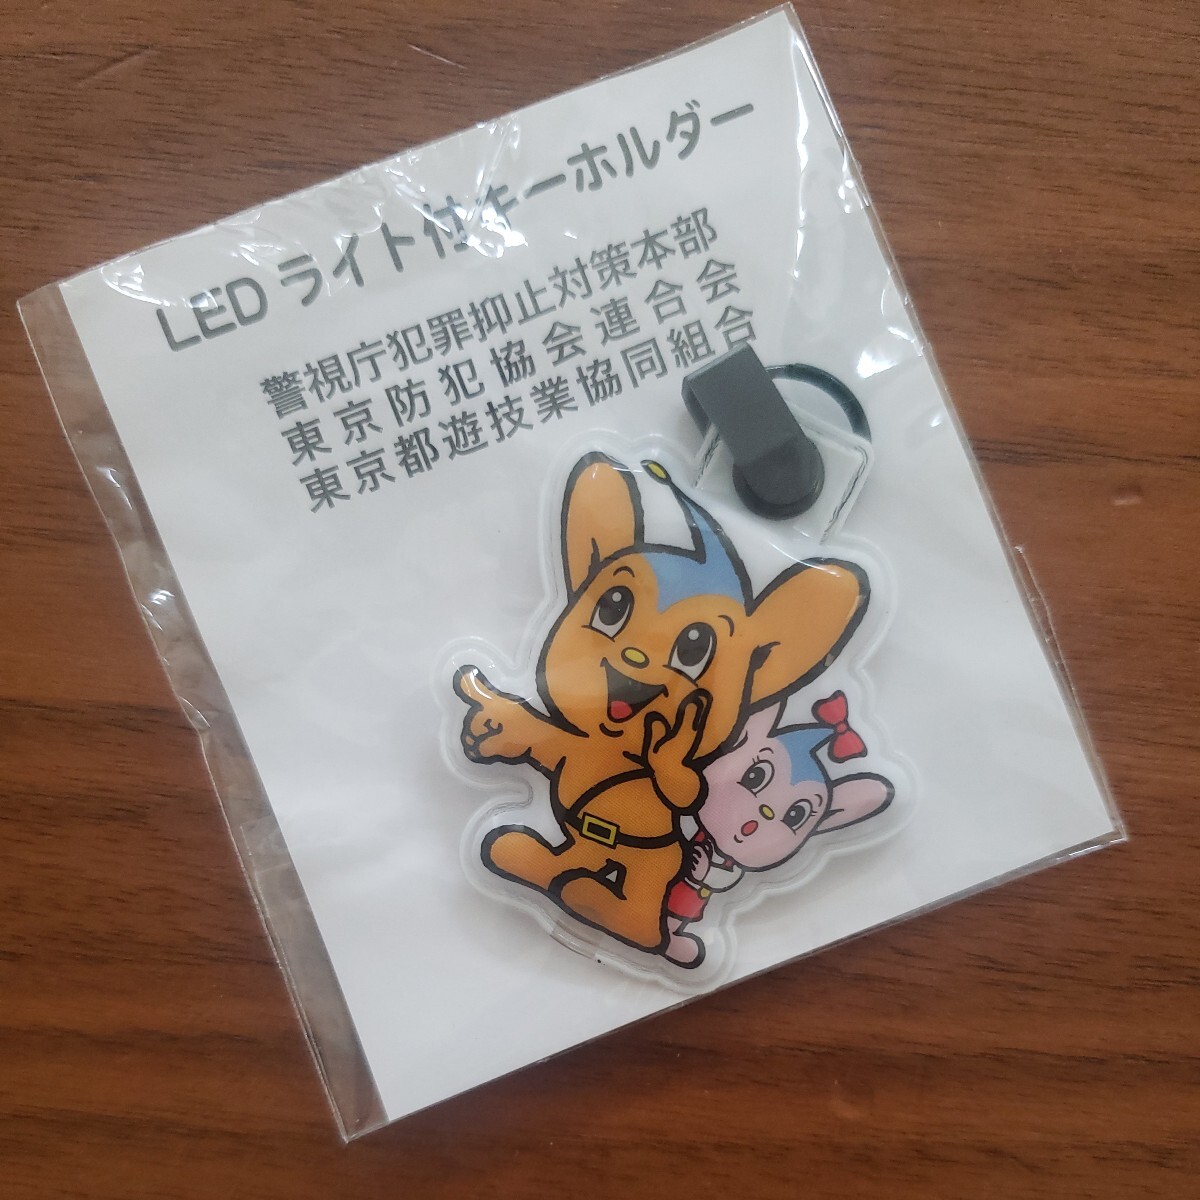 LEDライト付キーホルダー
警視庁犯罪抑止対策本部
東京防犯協会連合会
東京都遊技業協同組合